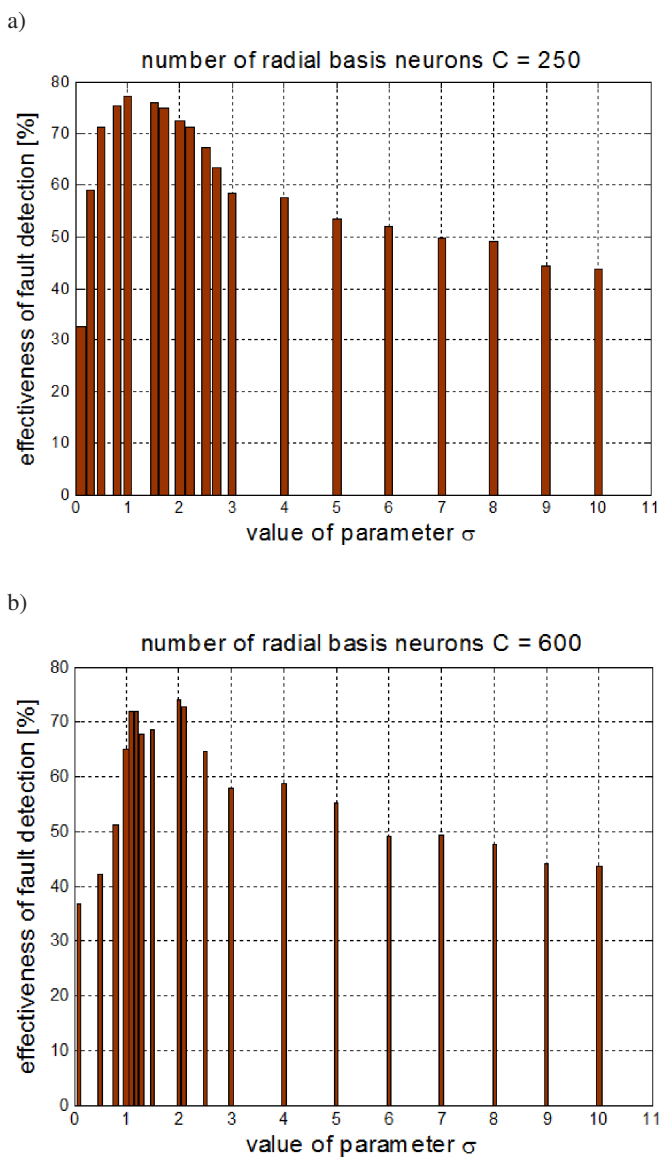 a)
number of radial basis neurons C = 250
effectiveness of fault detection [%]
80
70
60
50
40
30
20
10
0
0 1 2 3 4 5 6 7 8 9 10 11
value of parameter σ
b)
number of radial basis neurons C = 600
effectiveness of fault detection [%]
80
70
60
50
40
30
20
10
0
0 1 2 3 4 5 6 7 8 9 10 11
value of parameter σ